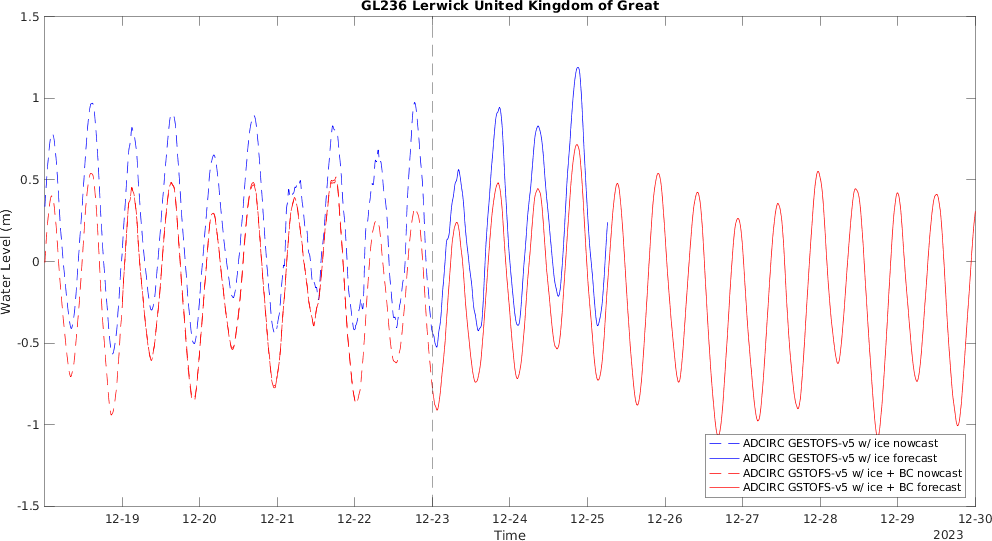 GL236 Lerwick United Kingdom of Great
1.5
1
0.5
0
-0.5
-1
-1.5
Water Level (m)
12-19
12-20
12-21
12-22
12-23
12-24
12-25
12-26
12-27
12-28
12-29
12-30
Time
2023
ADCIRC GESTOFS-v5 w/ ice nowcast
ADCIRC GESTOFS-v5 w/ ice forecast
ADCIRC GSTOFS-v5 w/ ice + BC nowcast
ADCIRC GSTOFS-v5 w/ ice + BC forecast